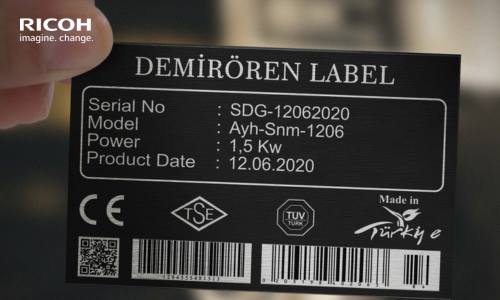 RICOH
imagine. change.
DEMİRÖREN LABEL
Serial No : SDG-12062020
Model : Ayh-Snm-1206
Power : 1,5 Kw
Product Date : 12.06.2020
CE
TSE
TÜV
TURK
Made in
Türkiye